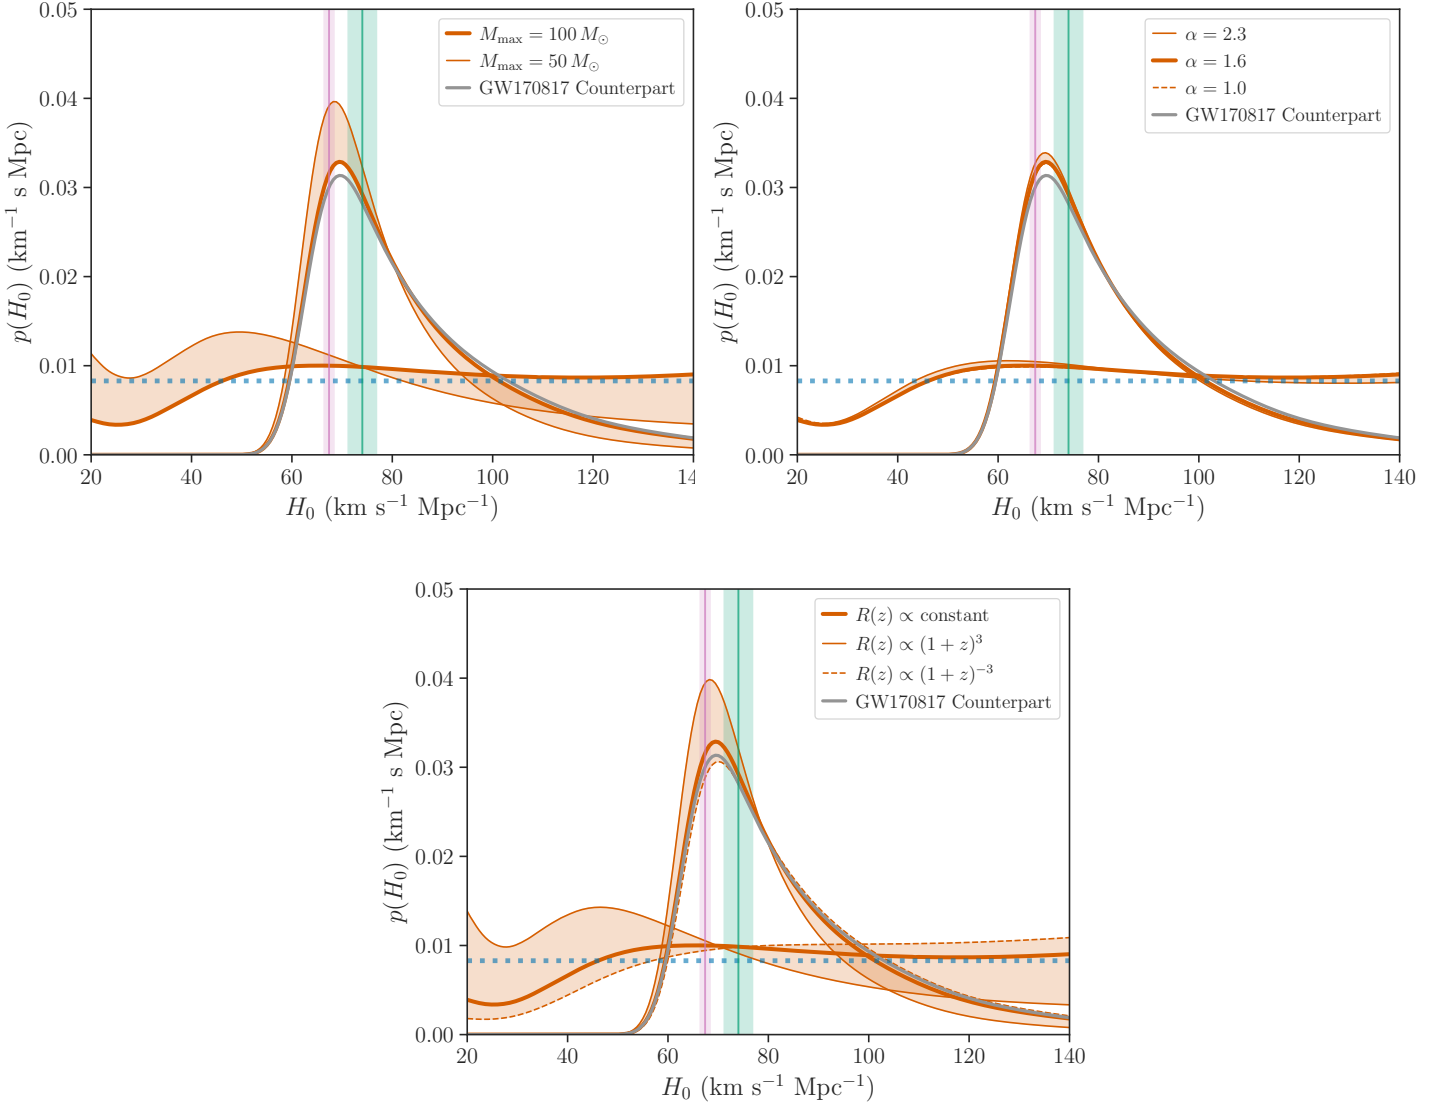 0.05
0.04
0.03
0.02
0.01
0.00
p(H₀) (km⁻¹ s Mpc)
M_max = 100 M_⊙
M_max = 50 M_⊙
GW170817 Counterpart
20 40 60 80 100 120 14
H₀ (km s⁻¹ Mpc⁻¹)
0.05
0.04
0.03
0.02
0.01
0.00
p(H₀) (km⁻¹ s Mpc)
α = 2.3
α = 1.6
α = 1.0
GW170817 Counterpart
20 40 60 80 100 120 140
H₀ (km s⁻¹ Mpc⁻¹)
0.05
0.04
0.03
0.02
0.01
0.00
p(H₀) (km⁻¹ s Mpc)
R(z) ∝ constant
R(z) ∝ (1 + z)³
R(z) ∝ (1 + z)⁻³
GW170817 Counterpart
20 40 60 80 100 120 140
H₀ (km s⁻¹ Mpc⁻¹)